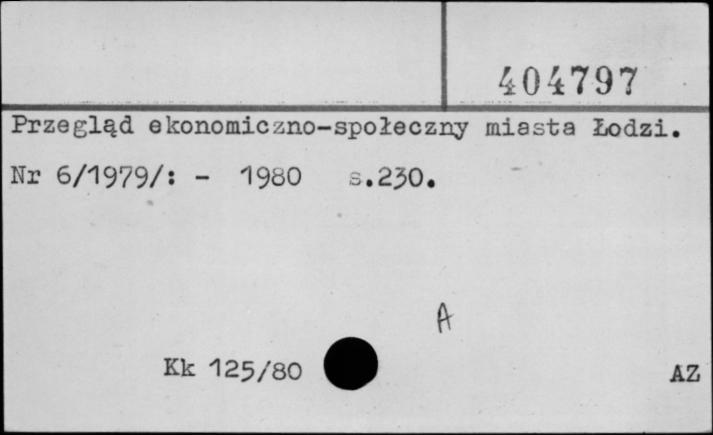 404797
Przegląd ekonomiczno-społeczny miasta Łodzi.
Nr 6/1979/: - 1980 s.230.
A
Kk 125/80
AZ